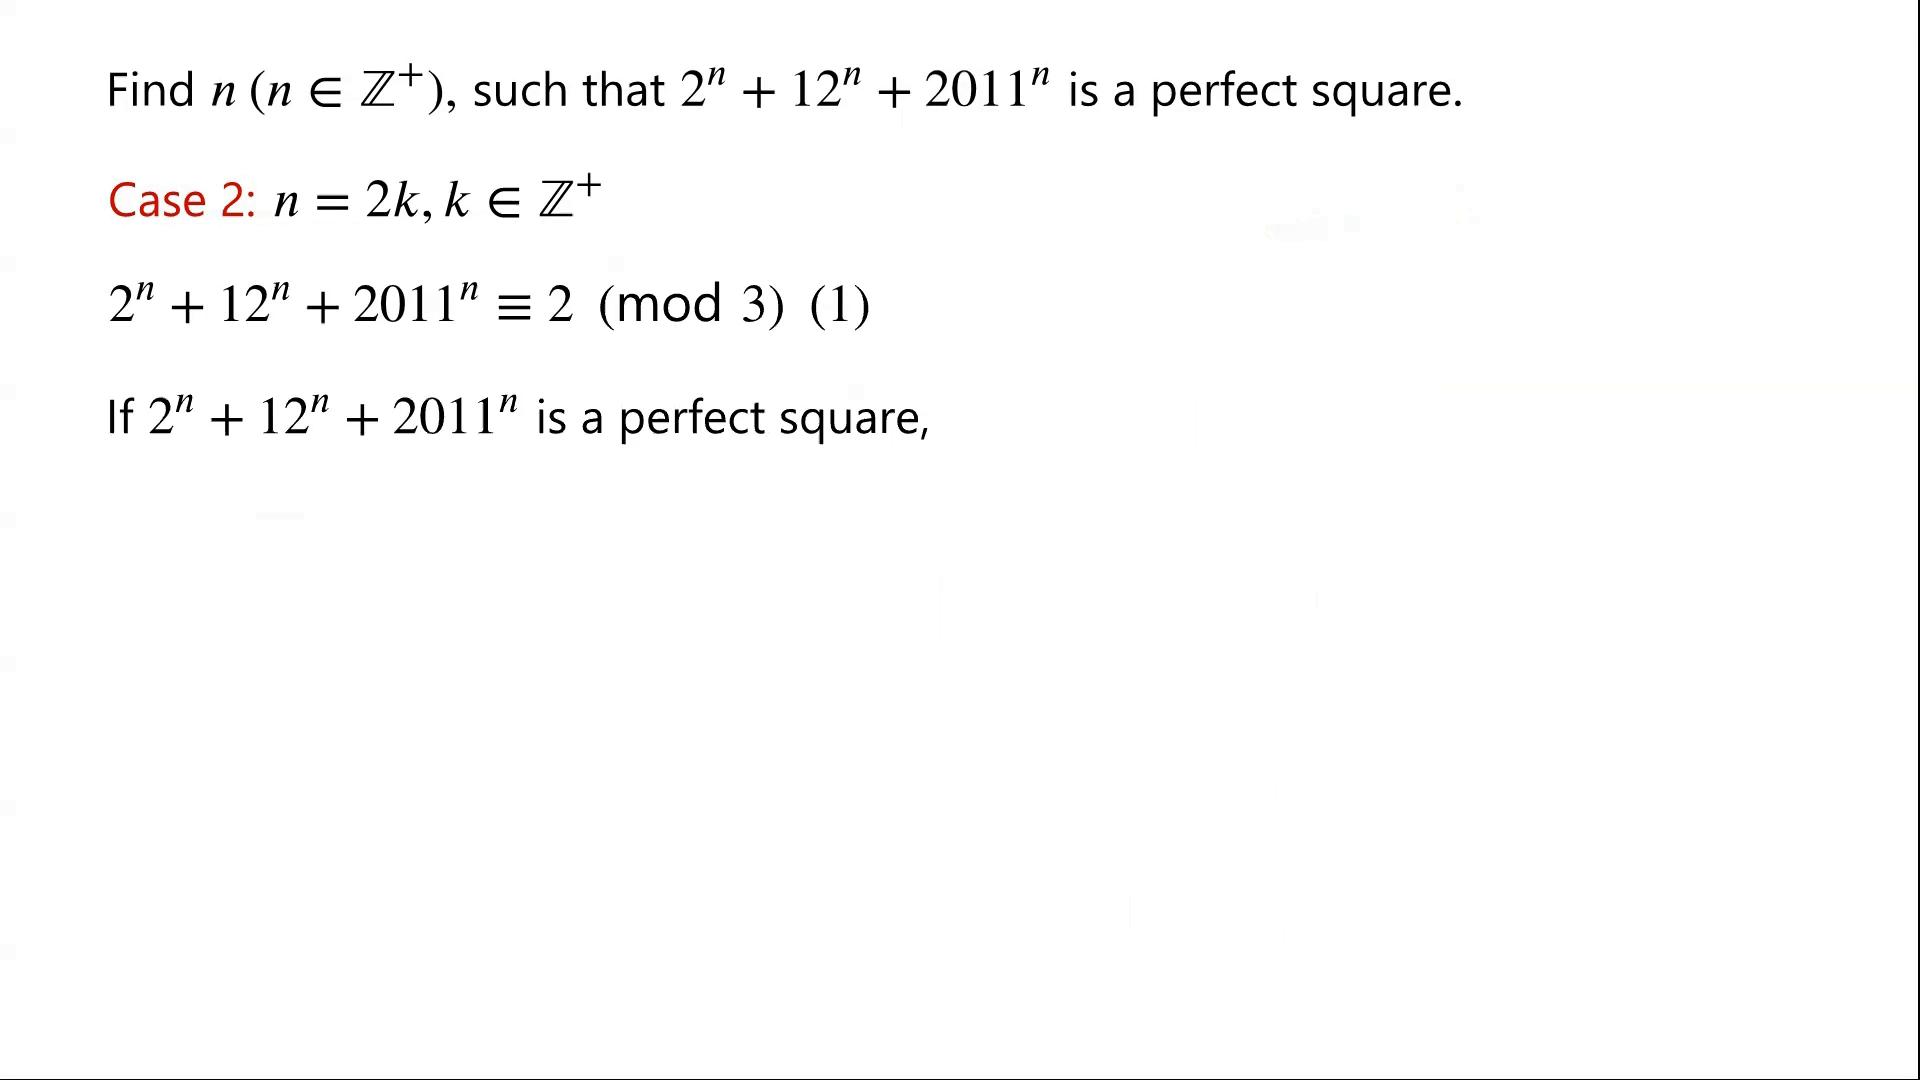 Find n (n ∈ ℤ⁺), such that 2ⁿ + 12ⁿ + 2011ⁿ is a perfect square.
Case 2: n = 2k, k ∈ ℤ⁺
2ⁿ + 12ⁿ + 2011ⁿ ≡ 2 (mod 3) (1)
If 2ⁿ + 12ⁿ + 2011ⁿ is a perfect square,